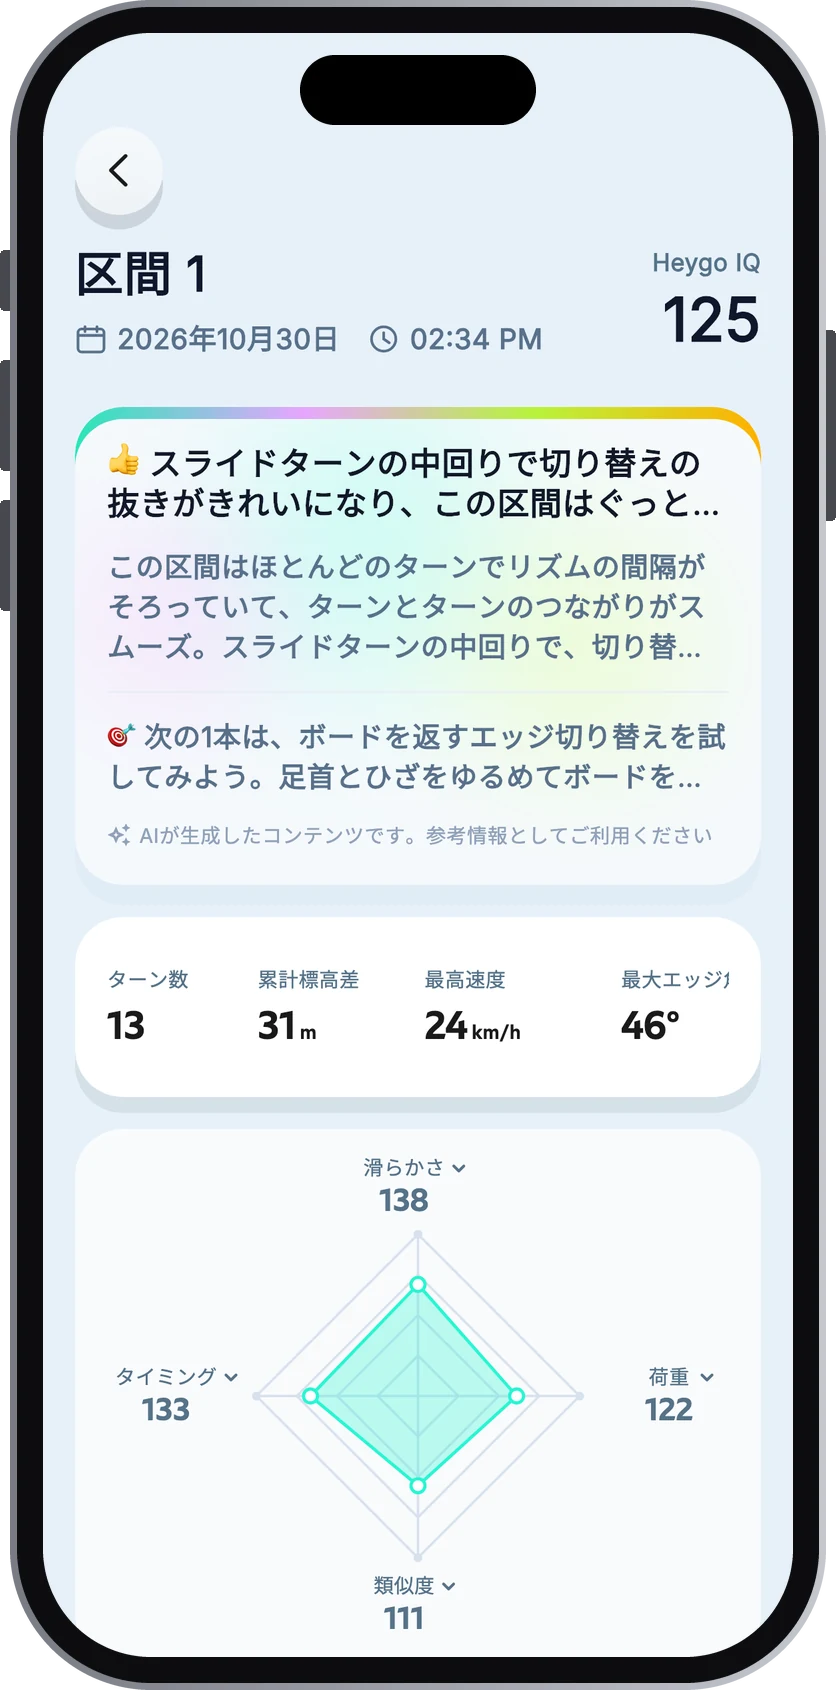 区間 1
Heygo IQ
125
2026年10月30日
02:34 PM
👍 スライドターンの中回りで切り替えの
抜きがきれいになり、この区間はぐっと...
この区間はほとんどのターンでリズムの間隔が
そろっていて、ターンとターンのつながりがス
ムーズ。スライドターンの中回りで、切り替...
🎯 次の1本は、ボードを返すエッジ切り替えを試
してみよう。足首とひざをゆるめてボードを...
AIが生成したコンテンツです。参考情報としてご利用ください
ターン数
13
累計標高差
31 m
最高速度
24 km/h
最大エッジ
46°
滑らかさ
138
タイミング
133
荷重
122
類似度
111